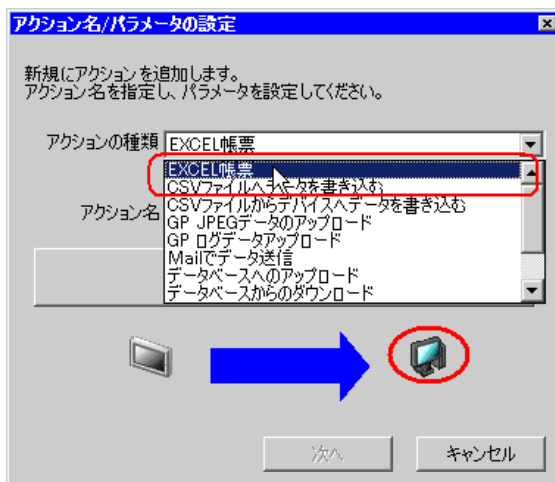 アクション名/パラメータの設定
新規にアクションを追加します。
アクション名を指定し、パラメータを設定してください。
アクションの種類 EXCEL帳票
EXCEL帳票
CSVファイルへデータを書き込む
アクション名 CSVファイルからデバイスへデータを書き込む
GP JPEGデータのアップロード
GP ログデータアップロード
Mailでデータ送信
データベースへのアップロード
データベースからのダウンロード
次へ キャンセル